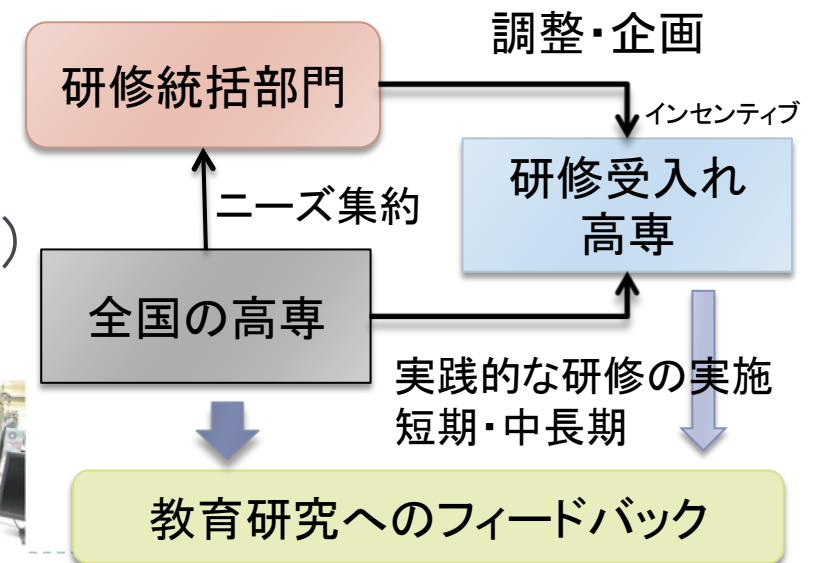 調整・企画
研修統括部門
インセンティブ
研修受入れ
高専
ニーズ集約
)
全国の高専
実践的な研修の実施
短期・中長期
教育研究へのフィードバック